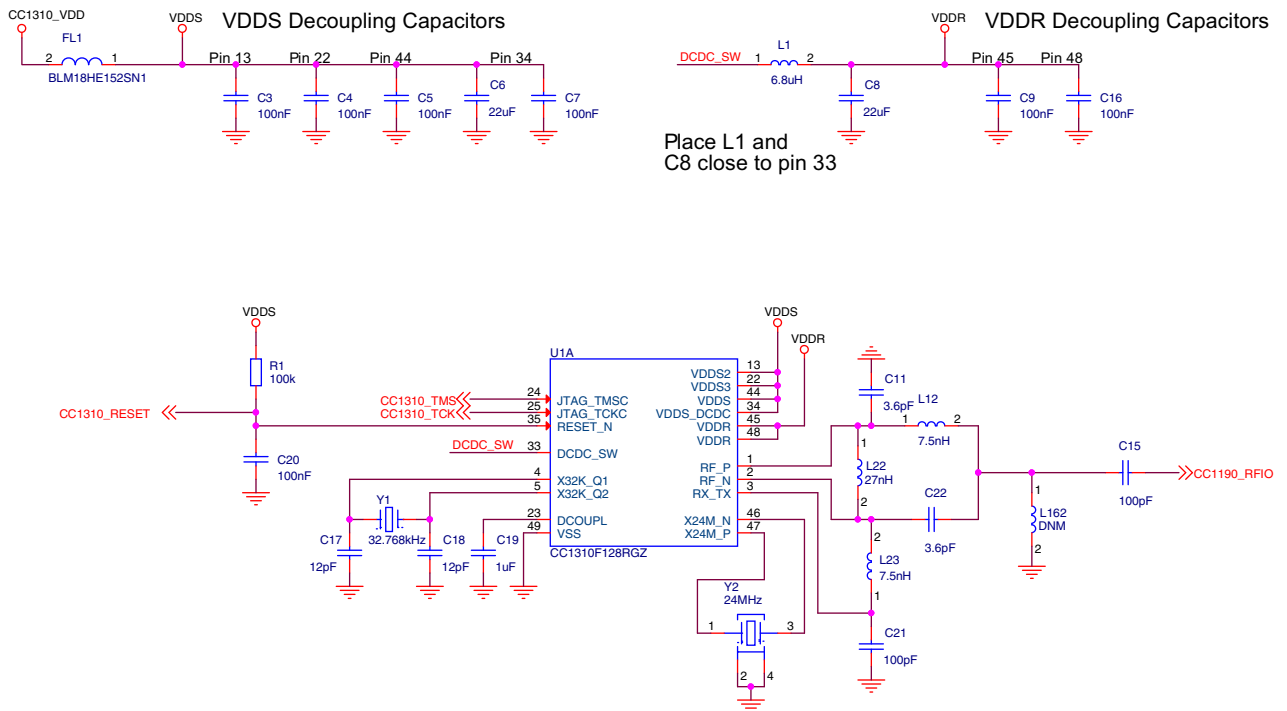 CC1310_VDD
VDDS
VDDS Decoupling Capacitors
FL1
2
1
BLM18HE152SN1
Pin 13
Pin 22
Pin 44
Pin 34
C3
100nF
C4
100nF
C5
100nF
C6
22uF
C7
100nF
VDDR
VDDR Decoupling Capacitors
DCDC_SW
1
L1
2
6.8uH
Pin 45
Pin 48
C8
22uF
C9
100nF
C16
100nF
Place L1 and
C8 close to pin 33
VDDS
R1
100k
CC1310_RESET
C20
100nF
CC1310_TMS
CC1310_TCK
DCDC_SW
24
25
35
33
4
5
23
49
U1A
JTAG_TMSC
JTAG_TCKC
RESET_N
DCDC_SW
X32K_Q1
X32K_Q2
DCOUPL
VSS
VDDS2
VDDS3
VDDS
VDDS_DCDC
VDDR
VDDR
RF_P
RF_N
RX_TX
X24M_N
X24M_P
CC1310F128RGZ
13
22
44
34
45
48
1
2
3
46
47
VDDS
VDDR
Y1
32.768kHz
C17
12pF
C18
12pF
C19
1uF
Y2
24MHz
1
3
2
4
C11
3.6pF
L12
1
2
7.5nH
1
L22
27nH
2
C22
3.6pF
2
L23
7.5nH
1
C21
100pF
1
L162
DNM
2
C15
100pF
CC1190_RFIO